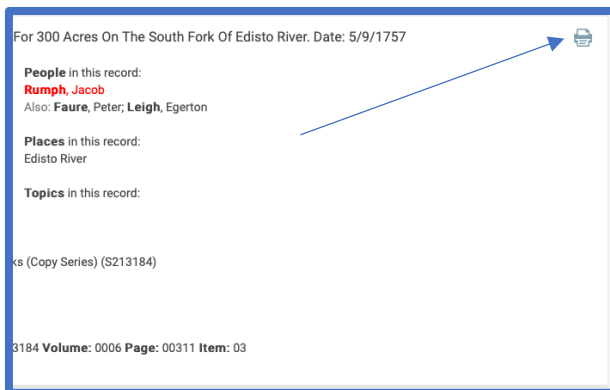 For 300 Acres On The South Fork Of Edisto River. Date: 5/9/1757
People in this record:
Rumph, Jacob
Also: Faure, Peter; Leigh, Egerton
Places in this record:
Edisto River
Topics in this record:
ks (Copy Series) (S213184)
3184 Volume: 0006 Page: 00311 Item: 03